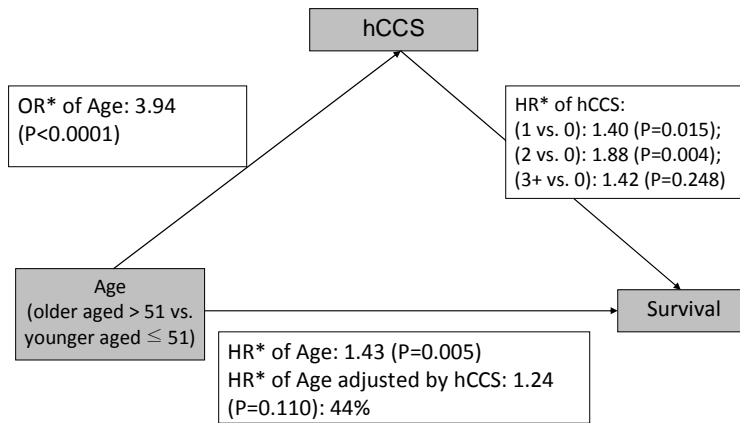 hCCS
OR* of Age: 3.94
(P<0.0001)
HR* of hCCS:
(1 vs. 0): 1.40 (P=0.015);
(2 vs. 0): 1.88 (P=0.004);
(3+ vs. 0): 1.42 (P=0.248)
Age
(older aged > 51 vs.
younger aged ≤ 51)
Survival
HR* of Age: 1.43 (P=0.005)
HR* of Age adjusted by hCCS: 1.24
(P=0.110): 44%